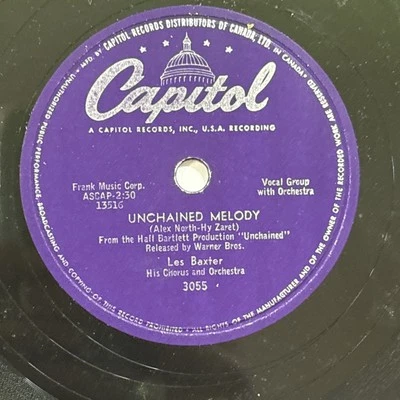 MFD. BY CAPITOL RECORDS DISTRIBUTORS OF CANADA, LTD. IN CANADA
Capitol
A CAPITOL RECORDS, INC., U.S.A. RECORDING
Frank Music Corp.
ASCAP-2:30
13516
Vocal Group
with Orchestra
UNCHAINED MELODY
(Alex North-Hy Zaret)
From the Hall Bartlett Production "Unchained"
Released by Warner Bros.
Les Baxter
His Chorus and Orchestra
3055
UNAUTHORIZED PUBLIC PERFORMANCE, BROADCASTING AND COPYING OF THIS RECORD PROHIBITED • ALL RIGHTS OF THE MANUFACTURER AND OF THE OWNER OF THE RECORDED WORK ARE RESERVED